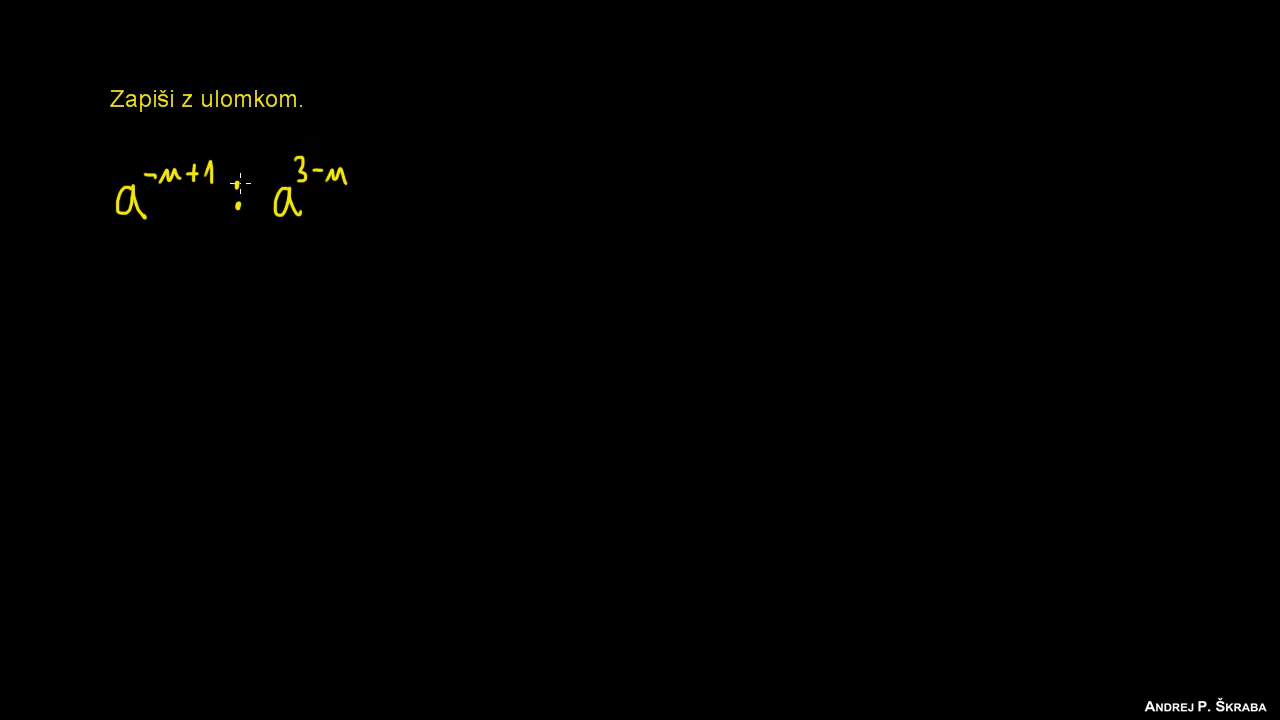 Zapiši z ulomkom.
a^{-n+1} : a^{3-n}
ANDREJ P. ŠKRABA